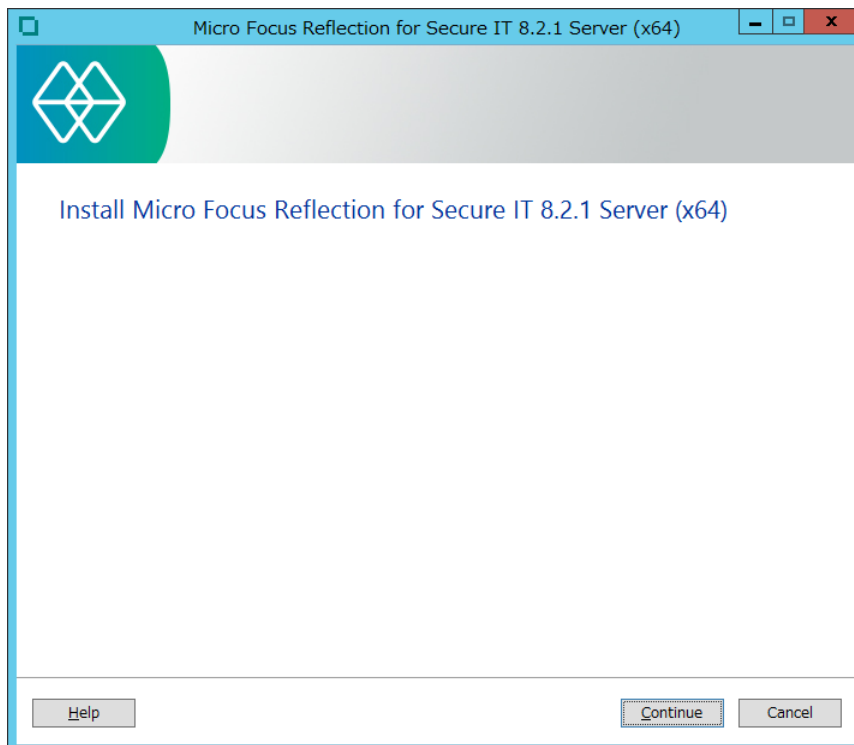 Micro Focus Reflection for Secure IT 8.2.1 Server (x64)
Install Micro Focus Reflection for Secure IT 8.2.1 Server (x64)
Help
Continue
Cancel